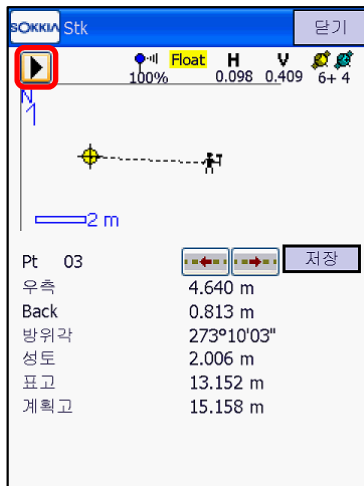 SOKKIA Stk 닫기
Float H V
100% 0.098 0.409 6+ 4
N
2 m
Pt 03 저장
우측 4.640 m
Back 0.813 m
방위각 273º10'03"
성토 2.006 m
표고 13.152 m
계획고 15.158 m